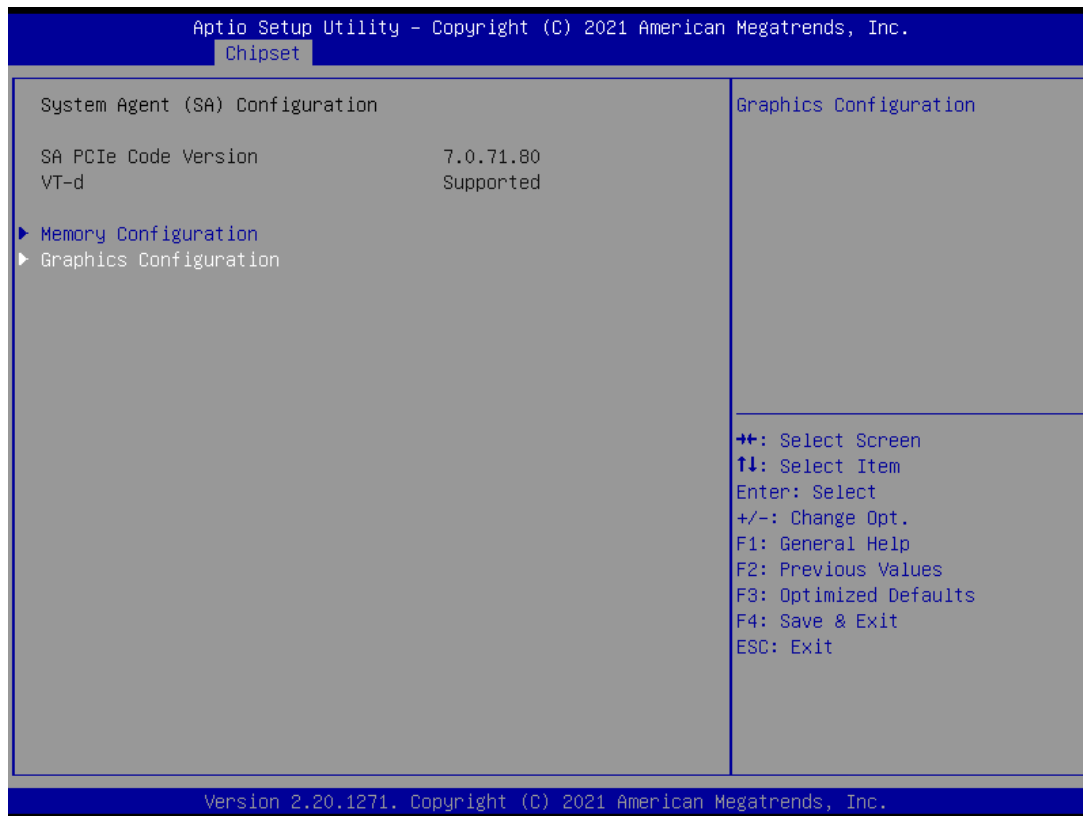 Aptio Setup Utility – Copyright (C) 2021 American Megatrends, Inc.
Chipset
System Agent (SA) Configuration
SA PCIe Code Version 7.0.71.80
VT-d Supported
▶ Memory Configuration
▶ Graphics Configuration
Graphics Configuration
→←: Select Screen
↑↓: Select Item
Enter: Select
+/-: Change Opt.
F1: General Help
F2: Previous Values
F3: Optimized Defaults
F4: Save & Exit
ESC: Exit
Version 2.20.1271. Copyright (C) 2021 American Megatrends, Inc.